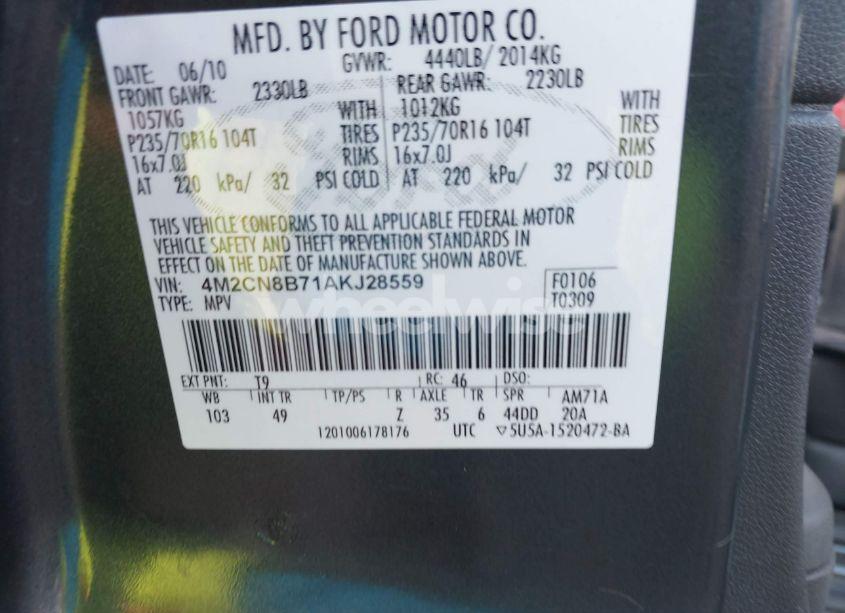 MFD. BY FORD MOTOR CO.
DATE: 06/10 GVWR: 4440LB/ 2014KG
FRONT GAWR: 2330LB REAR GAWR: 2230LB
1057KG WITH 1012KG WITH
P235/70R16 104T TIRES P235/70R16 104T TIRES
16x7.0J RIMS 16x7.0J RIMS
AT 220 kPa/ 32 PSI COLD AT 220 kPa/ 32 PSI COLD
THIS VEHICLE CONFORMS TO ALL APPLICABLE FEDERAL MOTOR
VEHICLE SAFETY AND THEFT PREVENTION STANDARDS IN
EFFECT ON THE DATE OF MANUFACTURE SHOWN ABOVE.
VIN: 4M2CN8B71AKJ28559 F0106
TYPE: MPV T0309
wheelwise
EXT PNT: T9 RC: 46 DSO:
WB INT TR TP/PS R AXLE TR SPR AM71A
103 49 Z 35 6 44DD 20A
1201006178176 UTC ▽5U5A-1520472-BA